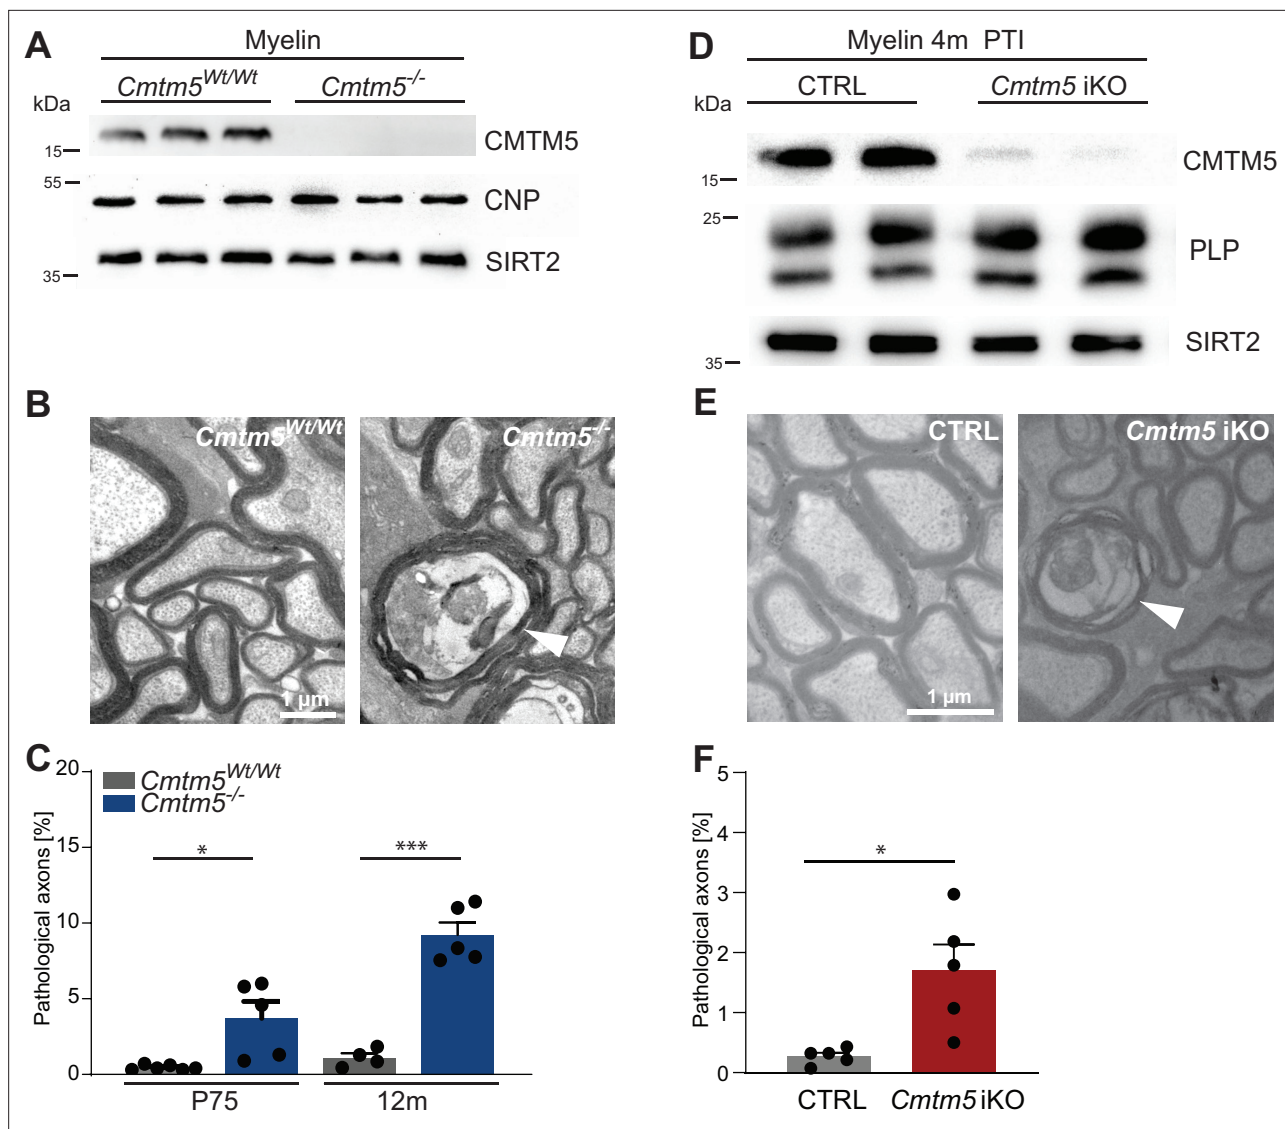 A
Myelin
Cmtm5Wt/Wt
Cmtm5-/-
kDa
CMTM5
15
55
CNP
SIRT2
35
B
Cmtm5Wt/Wt
Cmtm5-/-
1 µm
C
Pathological axons [%]
20
15
10
5
0
Cmtm5Wt/Wt
Cmtm5-/-
*
***
P75
12m
D
Myelin 4m PTI
CTRL
Cmtm5 iKO
kDa
CMTM5
15
25
PLP
SIRT2
35
E
CTRL
Cmtm5 iKO
1 µm
F
Pathological axons [%]
5
4
3
2
1
0
*
CTRL
Cmtm5 iKO